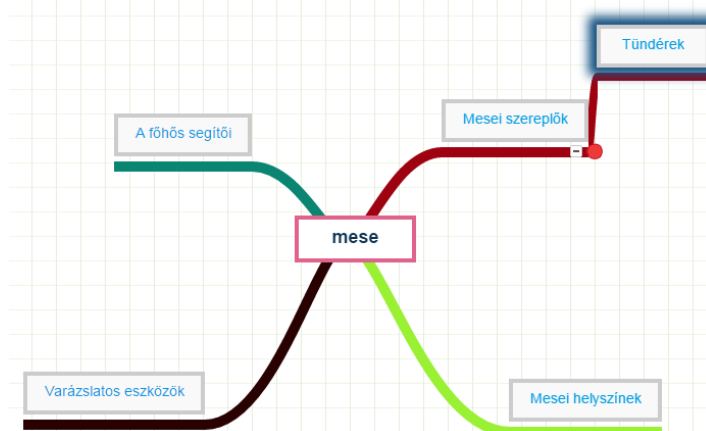 Tündérek
Mesei szereplők
A főhős segítői
mese
Varázslatos eszközök
Mesei helyszínek